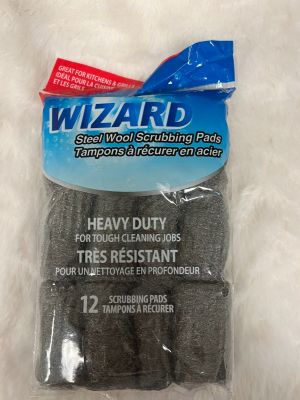 GREAT FOR KITCHENS & GRILLS
IDÉAL POUR LA CUISINE
ET LES GRILS
WIZARD
Steel Wool Scrubbing Pads
Tampons à récurer en acier
HEAVY DUTY
FOR TOUGH CLEANING JOBS
TRÈS RÉSISTANT
POUR UN NETTOYAGE EN PROFONDEUR
12 SCRUBBING PADS
TAMPONS À RÉCURER